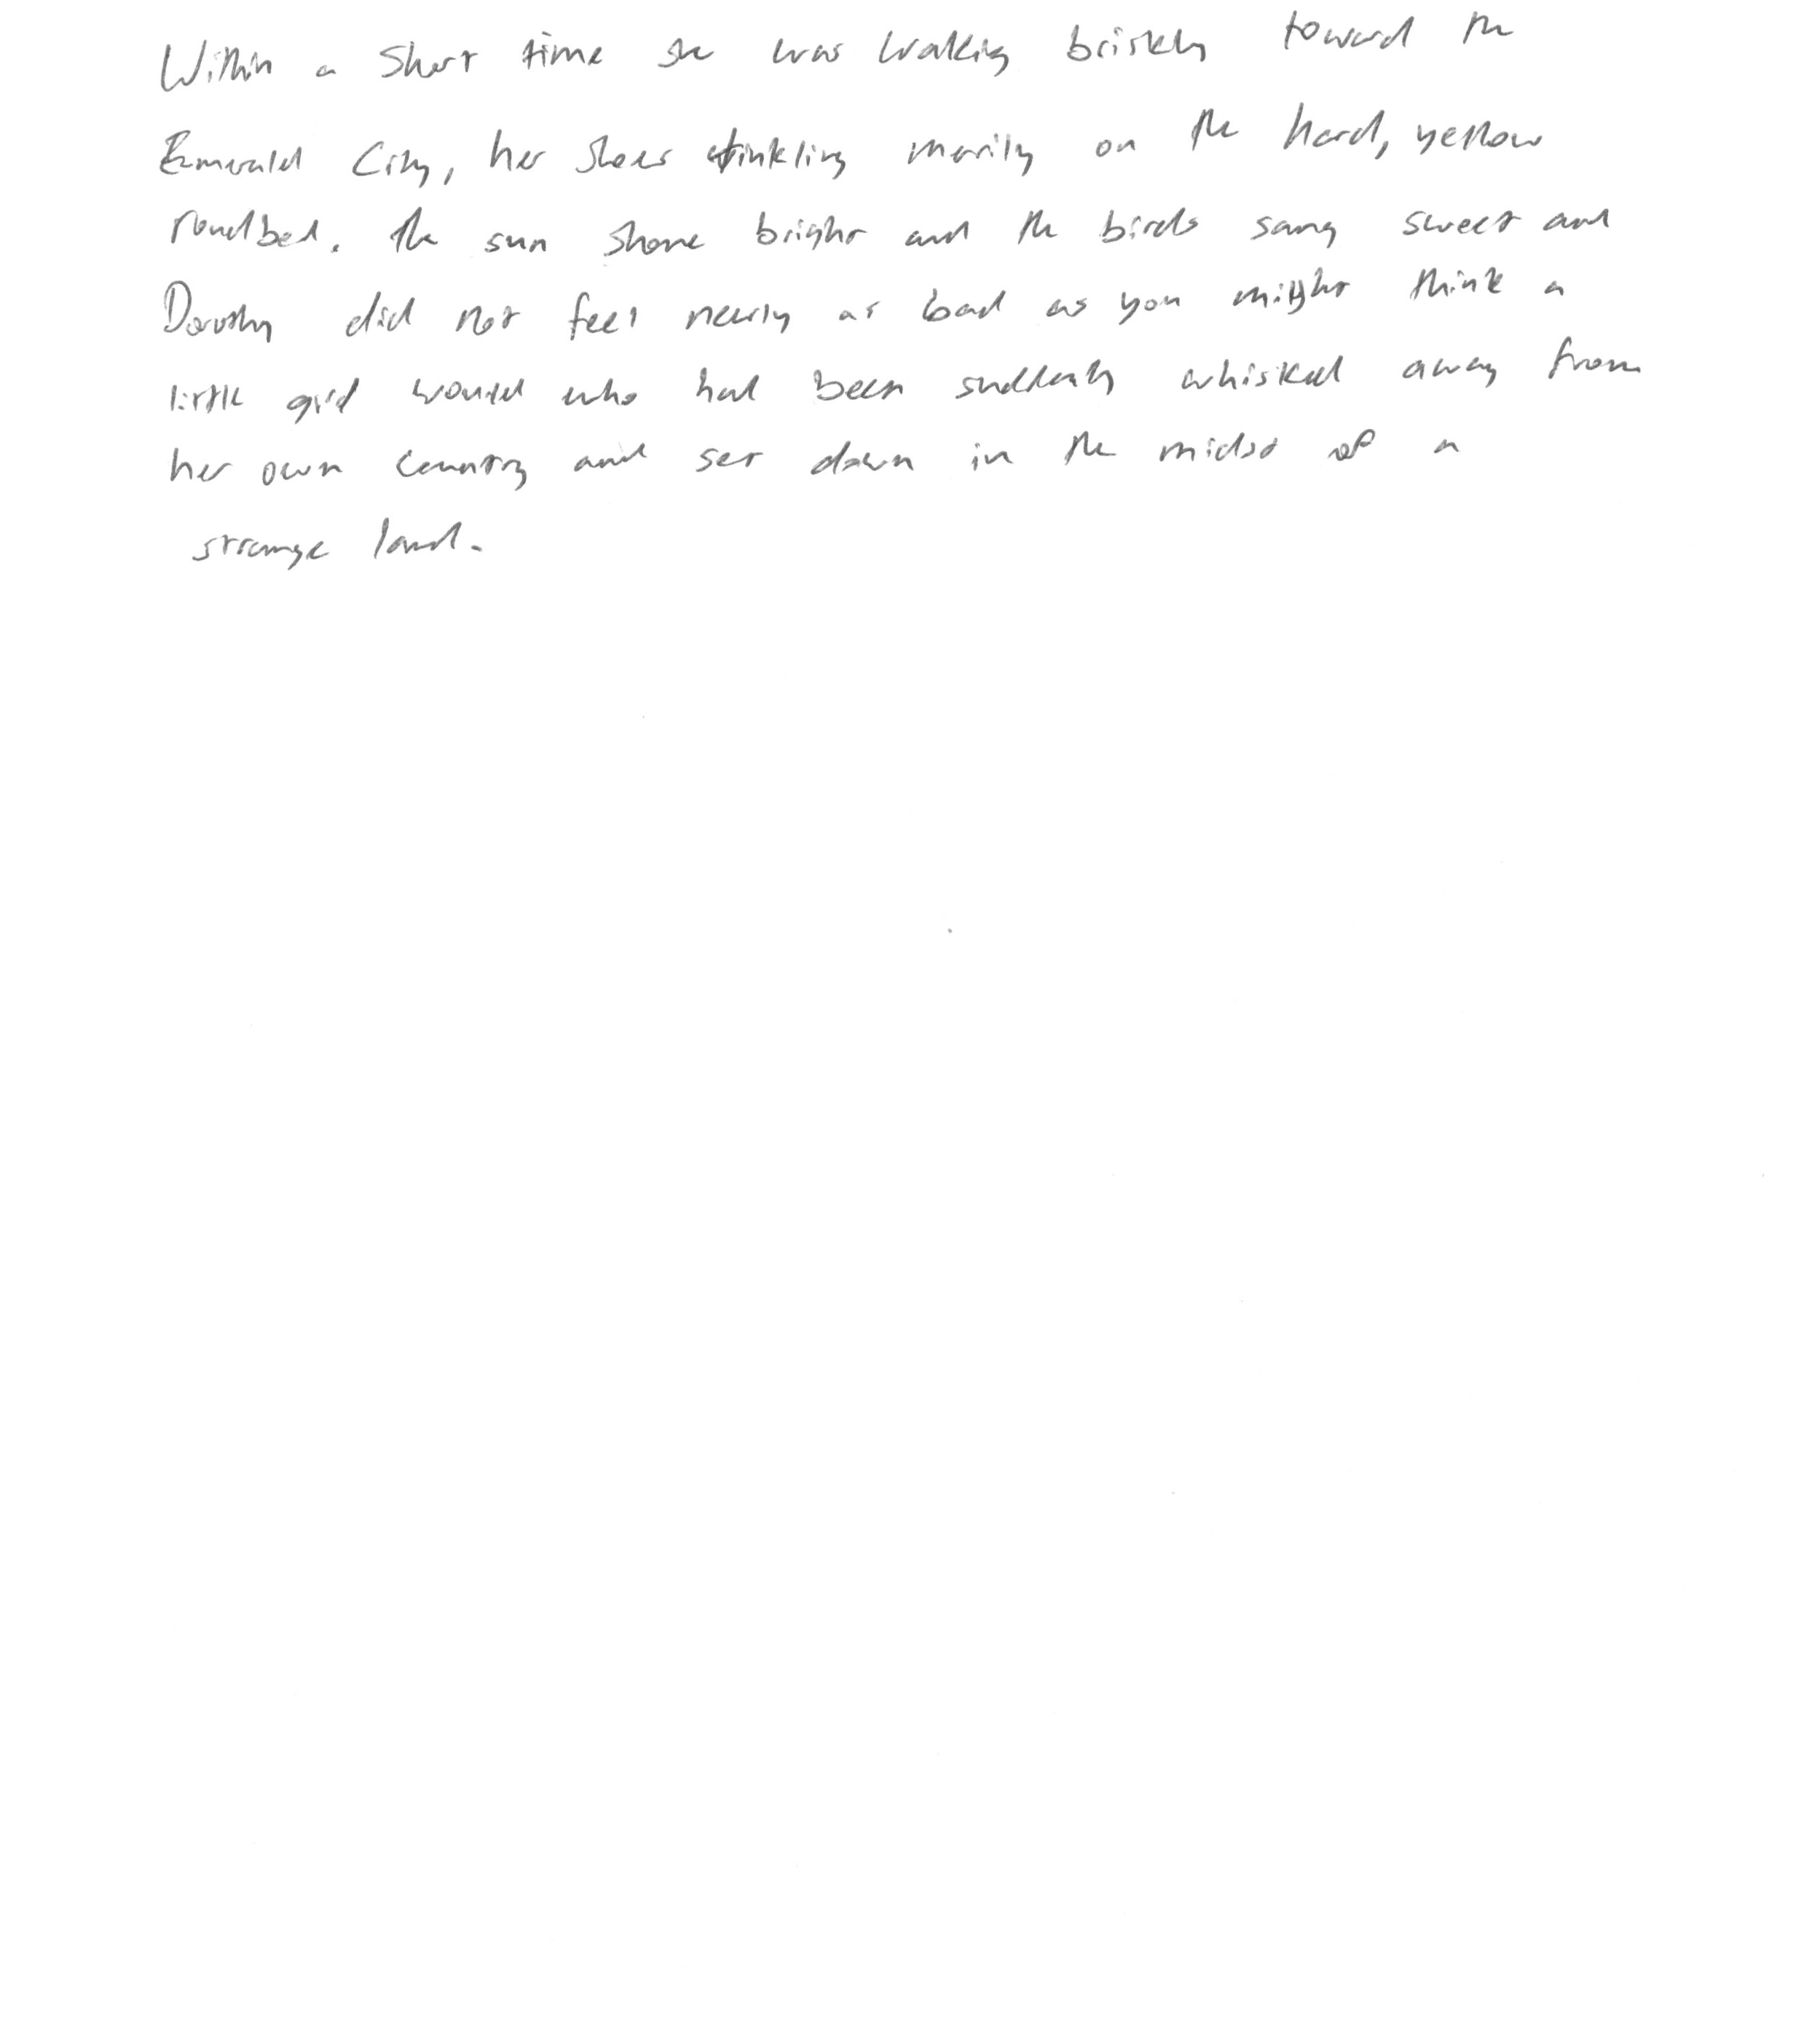 Within a short time she was walking briskly toward the
Emerald City, her shoes tinkling merrily on the hard, yellow
roadbed. The sun shone bright and the birds sang sweet and
Dorothy did not feel nearly as bad as you might think a
little girl would who had been suddenly whisked away from
her own country and set down in the midst of a
strange land.